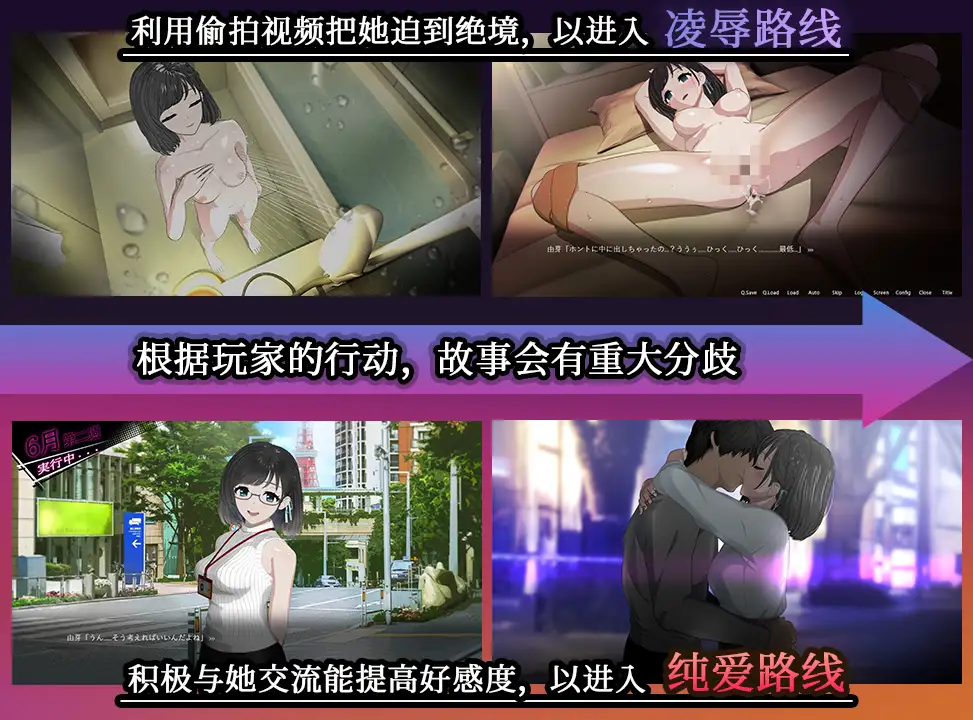 利用偷拍视频把她迫到绝境，以进入 凌辱路线
由芽「ホントに中に出しちゃったの…？ううぅ……ひっく……ひっく…………最低…」
Q.Save Q.Load Load Auto Skip Log Screen Config Close Title
根据玩家的行动，故事会有重大分歧
6月 第二週
実行中・・・
由芽「うん……そう考えればいいんだよね」
积极与她交流能提高好感度，以进入 纯爱路线